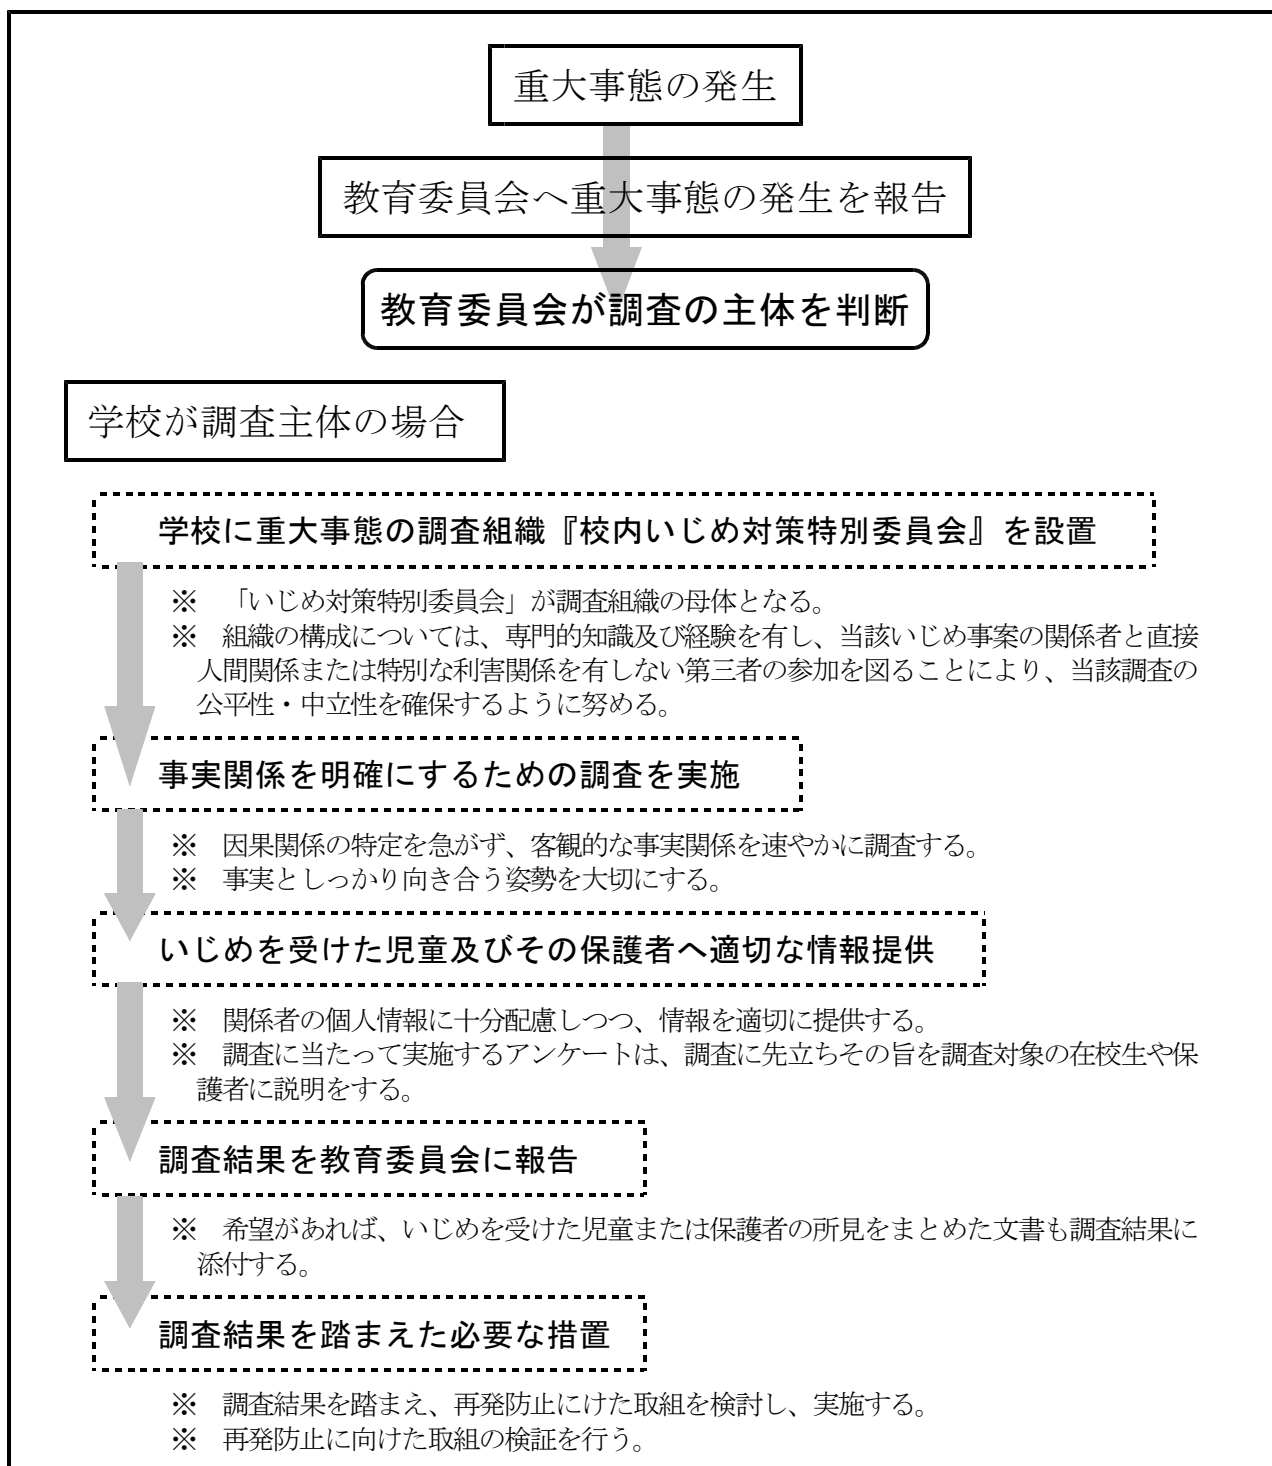 重大事態の発生
教育委員会へ重大事態の発生を報告
教育委員会が調査の主体を判断
学校が調査主体の場合
学校に重大事態の調査組織『校内いじめ対策特別委員会』を設置
※　「いじめ対策特別委員会」が調査組織の母体となる。
※　組織の構成については、専門的知識及び経験を有し、当該いじめ事案の関係者と直接
人間関係または特別な利害関係を有しない第三者の参加を図ることにより、当該調査の
公平性・中立性を確保するように努める。
事実関係を明確にするための調査を実施
※　因果関係の特定を急がず、客観的な事実関係を速やかに調査する。
※　事実としっかり向き合う姿勢を大切にする。
いじめを受けた児童及びその保護者へ適切な情報提供
※　関係者の個人情報に十分配慮しつつ、情報を適切に提供する。
※　調査に当たって実施するアンケートは、調査に先立ちその旨を調査対象の在校生や保
護者に説明をする。
調査結果を教育委員会に報告
※　希望があれば、いじめを受けた児童または保護者の所見をまとめた文書も調査結果に
添付する。
調査結果を踏まえた必要な措置
※　調査結果を踏まえ、再発防止にけた取組を検討し、実施する。
※　再発防止に向けた取組の検証を行う。